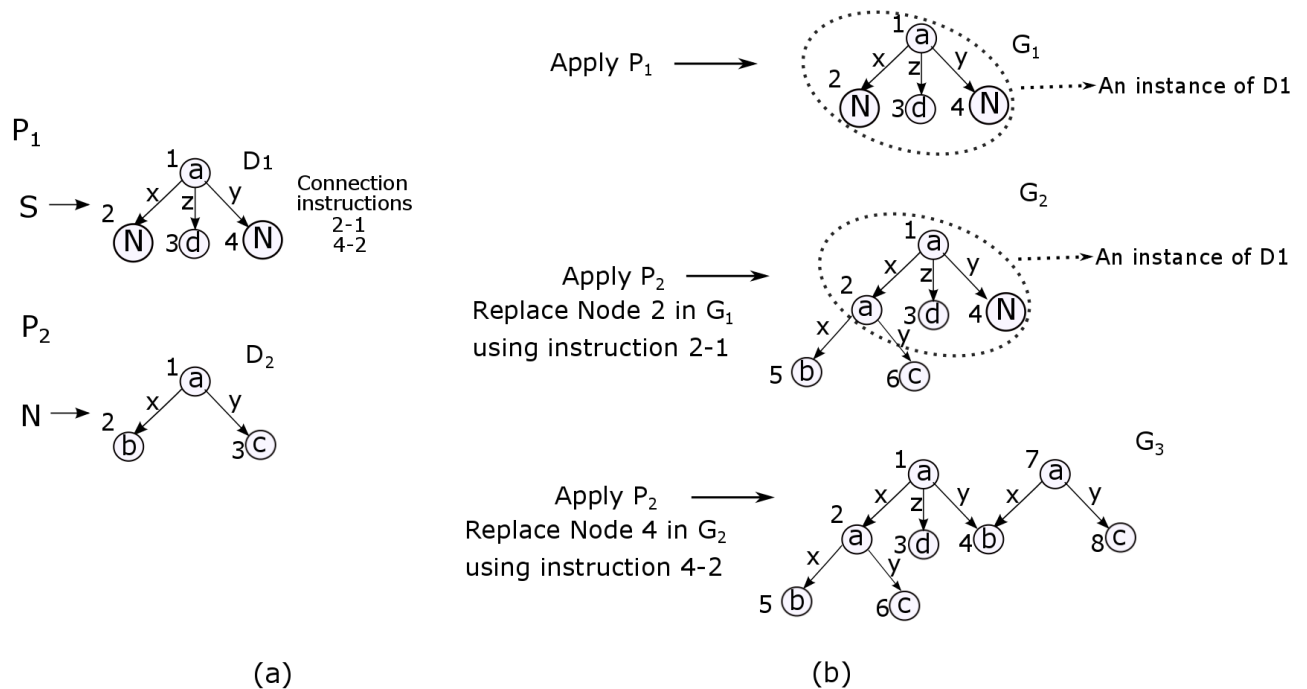 P1
S
1 a D1
x z y
2 N 3 d 4 N
Connection
instructions
2-1
4-2
P2
N
1 a D2
x y
2 b 3 c
(a)
Apply P1
1 a G1
x z y
2 N 3 d 4 N
An instance of D1
Apply P2
Replace Node 2 in G1
using instruction 2-1
G2
1 a
x z y
2 a 3 d 4 N
x y
5 b 6 c
An instance of D1
Apply P2
Replace Node 4 in G2
using instruction 4-2
G3
1 a 7 a
x z y x y
2 a 3 d 4 b 8 c
x y
5 b 6 c
(b)